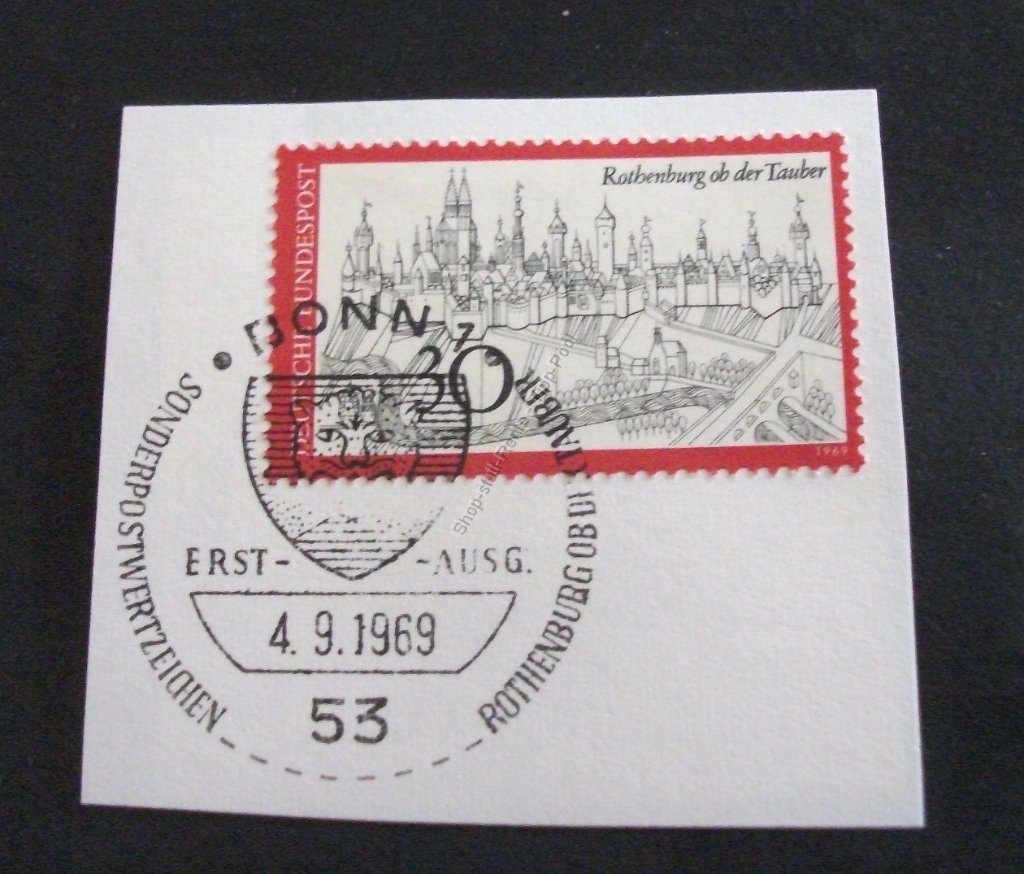 Rothenburg ob der Tauber
DEUTSCHE BUNDESPOST
30
1969
BONN 7
SONDERPOSTWERTZEICHEN
ROTHENBURG OB DER TAUBER
ERST- -AUSG.
4.9.1969
53